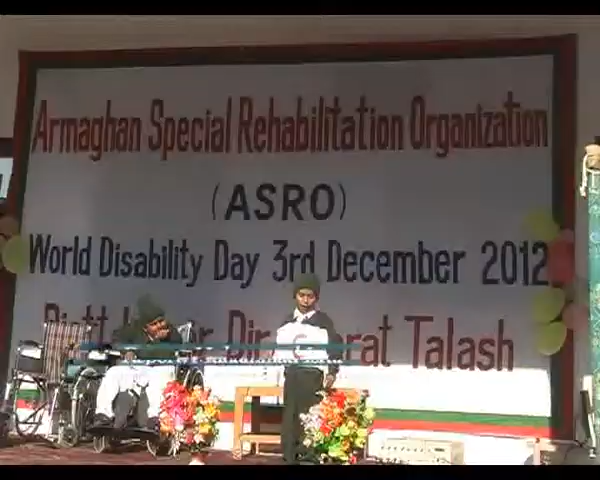 Armaghan Special Rehabilitation Organization
(ASRO)
World Disability Day 3rd December 2012
Talash